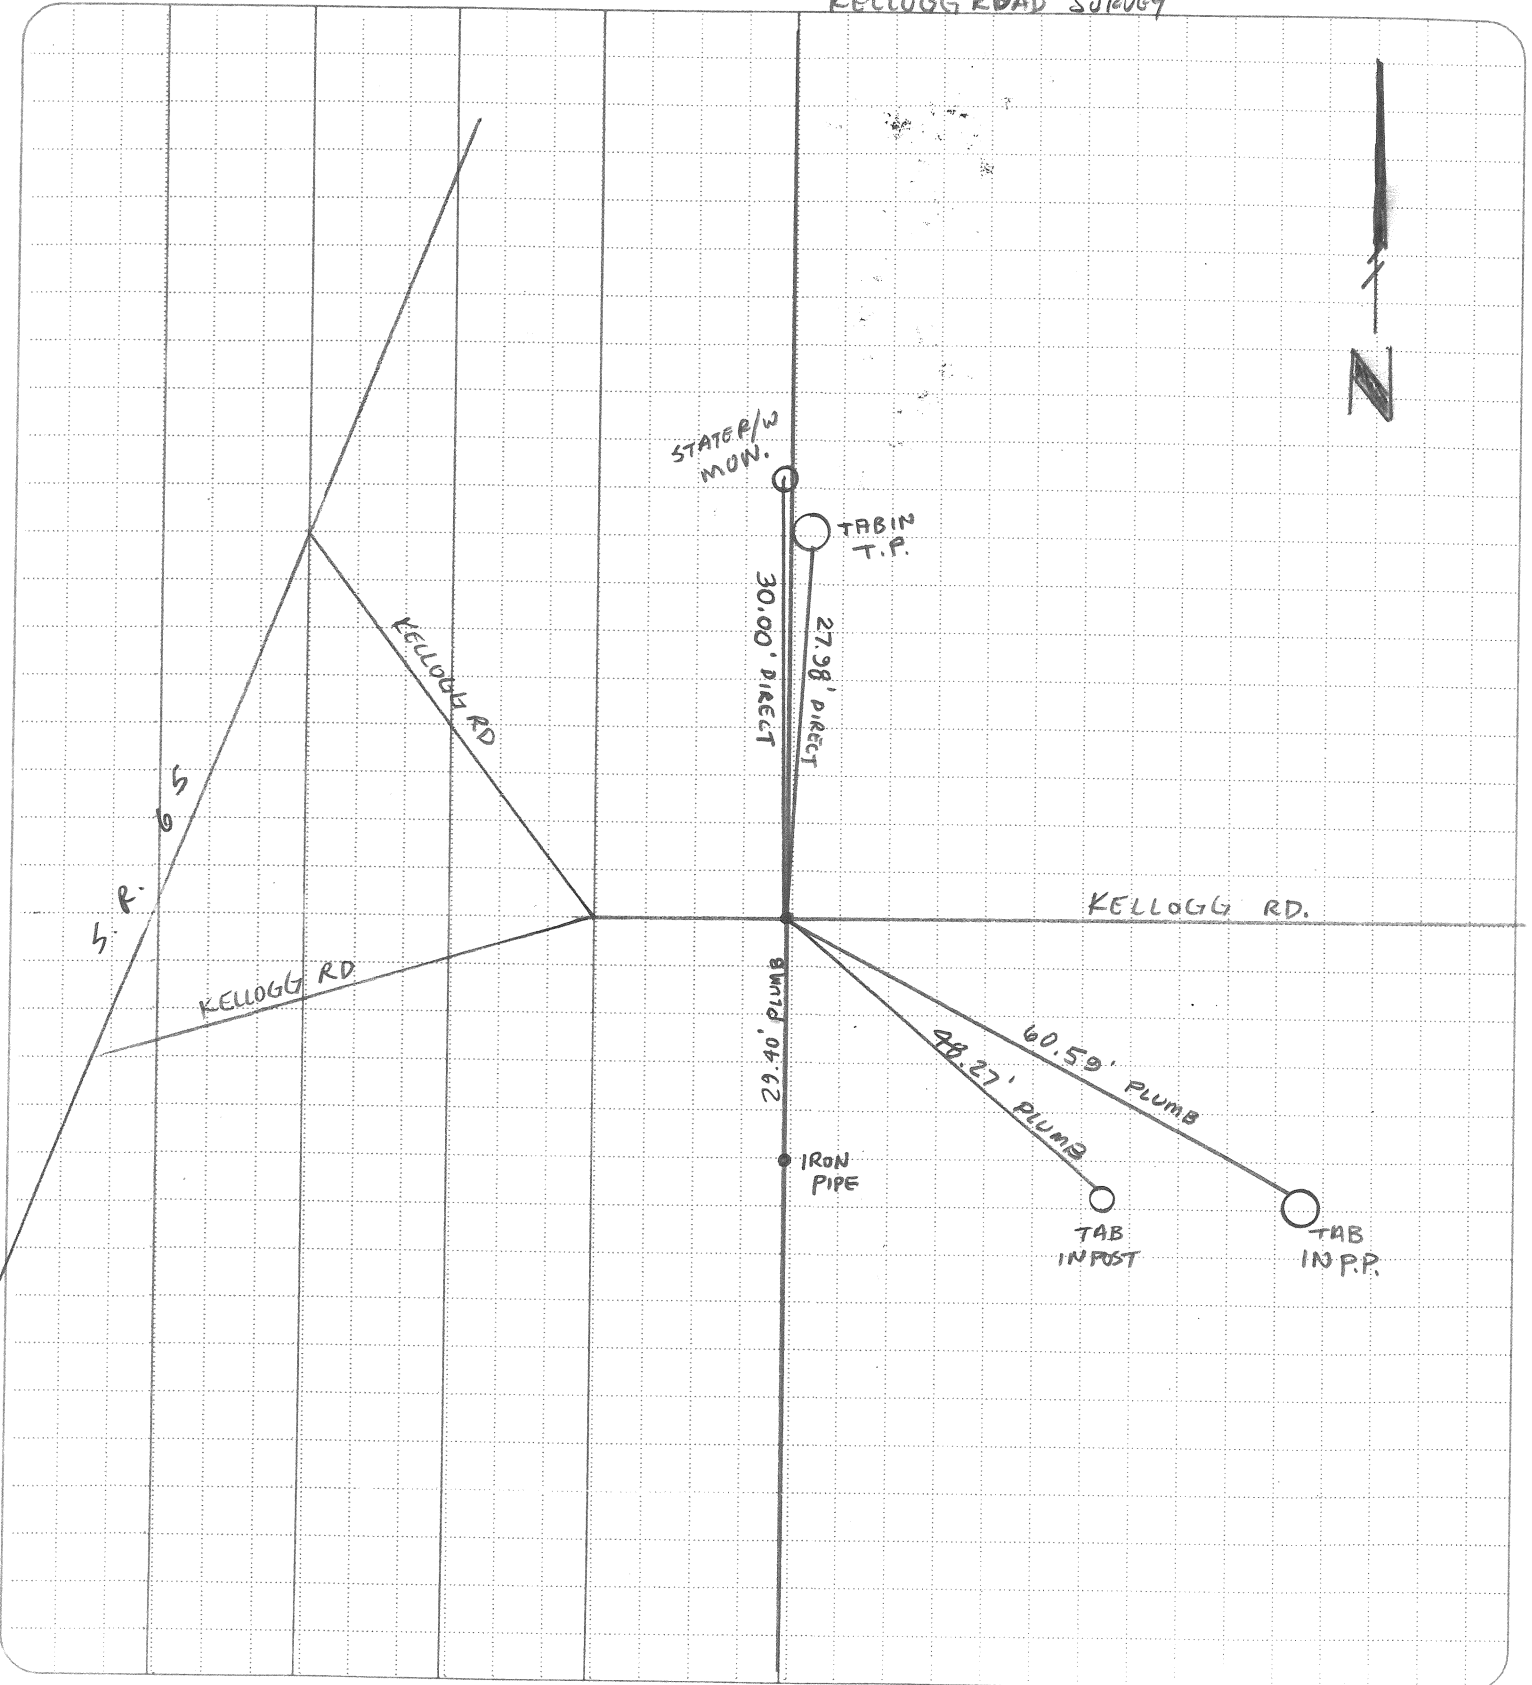 KELLOGG ROAD SURVEY
N
STATE R/W
MON.
TAB IN
T.P.
30.00' DIRECT
27.98' DIRECT
KELLOGG RD
KELLOGG RD.
KELLOGG RD
29.40' PLUMB
60.59' PLUMB
48.27' PLUMB
IRON
PIPE
TAB
IN POST
TAB
IN P.P.